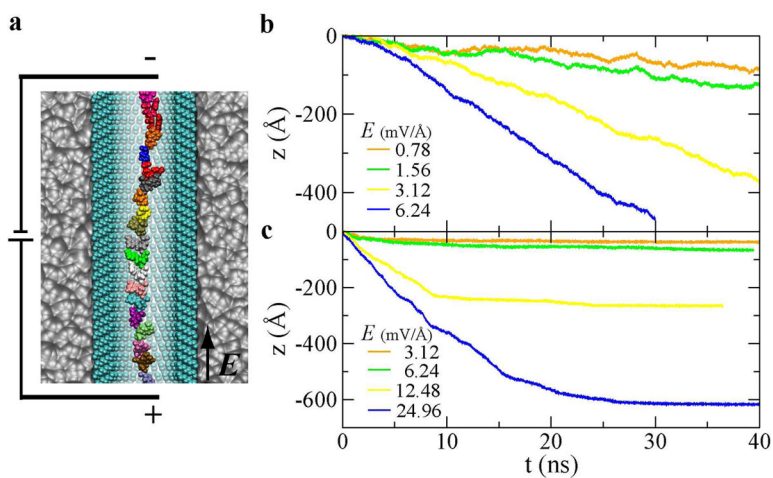 a
-
E
+
b
0
-200
-400
z (Å)
E (mV/Å)
0.78
1.56
3.12
6.24
c
0
-200
-400
-600
z (Å)
E (mV/Å)
3.12
6.24
12.48
24.96
0 10 20 30 40
t (ns)